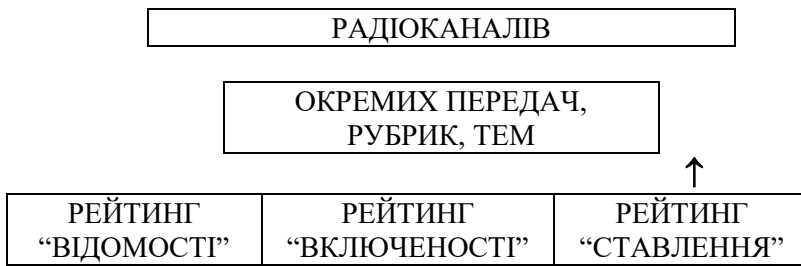 РАДІОКАНАЛІВ
ОКРЕМИХ ПЕРЕДАЧ,
РУБРИК, ТЕМ
↑
РЕЙТИНГ РЕЙТИНГ РЕЙТИНГ
“ВІДОМОСТІ” “ВКЛЮЧЕНОСТІ” “СТАВЛЕННЯ”